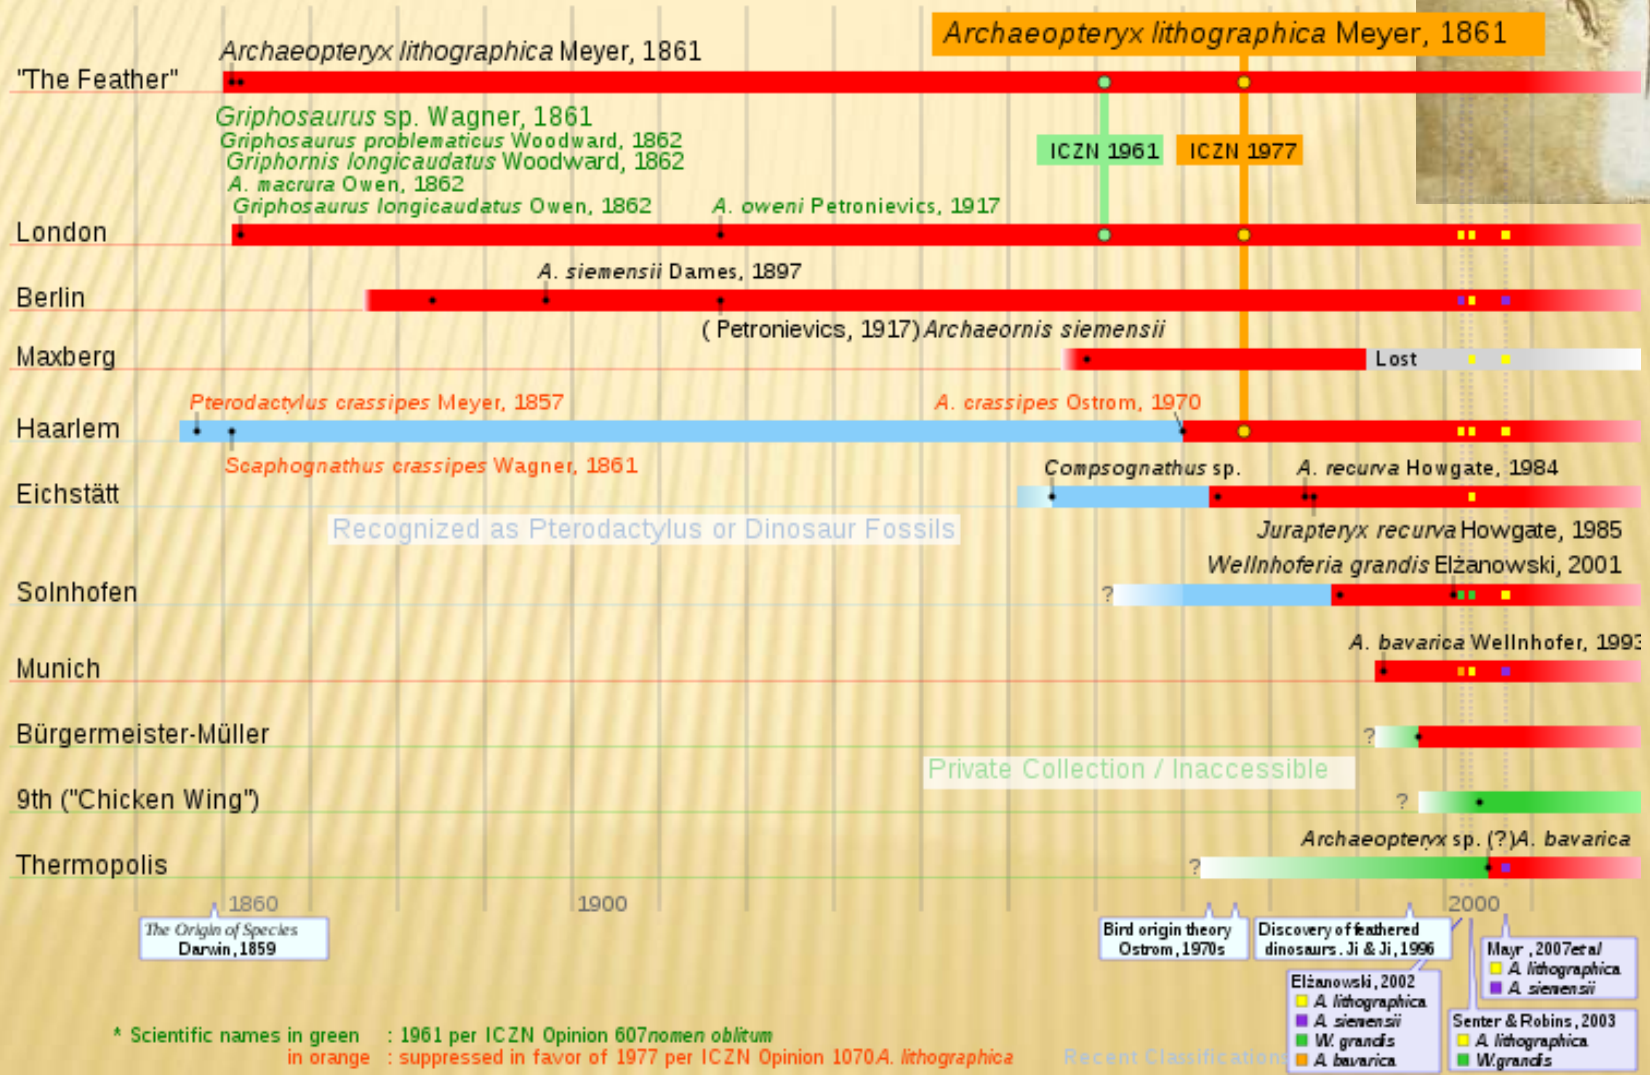 Archaeopteryx lithographica Meyer, 1861
Archaeopteryx lithographica Meyer, 1861
"The Feather"
Griphosaurus sp. Wagner, 1861
Griphosaurus problematicus Woodward, 1862
Griphornis longicaudatus Woodward, 1862
A. macrura Owen, 1862
Griphosaurus longicaudatus Owen, 1862
A. oweni Petronievics, 1917
ICZN 1961
ICZN 1977
London
A. siemensii Dames, 1897
Berlin
( Petronievics, 1917) Archaeornis siemensii
Maxberg
Lost
Pterodactylus crassipes Meyer, 1857
A. crassipes Ostrom, 1970
Haarlem
Scaphognathus crassipes Wagner, 1861
Compsognathus sp.
A. recurva Howgate, 1984
Eichstätt
Recognized as Pterodactylus or Dinosaur Fossils
Jurapteryx recurva Howgate, 1985
Wellnhoferia grandis Elżanowski, 2001
Solnhofen
?
A. bavarica Wellnhofer, 1993
Munich
Bürgermeister-Müller
?
Private Collection / Inaccessible
9th ("Chicken Wing")
?
Archaeopteryx sp. (?)A. bavarica
Thermopolis
?
1860
1900
2000
The Origin of Species
Darwin, 1859
Bird origin theory
Ostrom, 1970s
Discovery of feathered
dinosaurs. Ji & Ji, 1996
Mayr , 2007et al
A. lithographica
A. siemensii
Elżanowski, 2002
A. lithographica
A. siemensii
W. grandis
A. bavarica
Senter & Robins, 2003
A. lithographica
W.grandis
* Scientific names in green : 1961 per ICZN Opinion 607nomen oblitum
in orange : suppressed in favor of 1977 per ICZN Opinion 1070A. lithographica
Recent Classifications